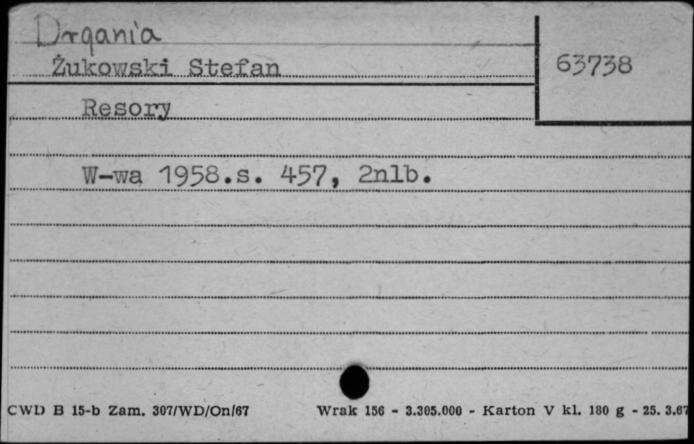 Drgania
Żukowski Stefan
63738
Resory
W-wa 1958.s. 457, 2nlb.
CWD B 15-b Zam. 307/WD/On/67 Wrak 156 - 3.305.000 - Karton V kl. 180 g - 25. 3.67